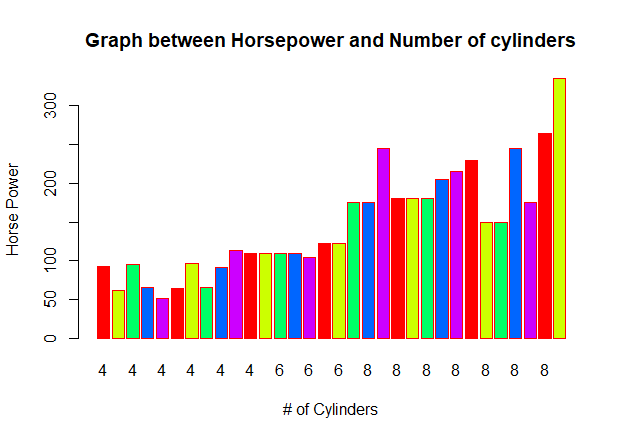 Graph between Horsepower and Number of cylinders
Horse Power
300
200
100
50
0
4 4 4 4 4 4 6 6 6 8 8 8 8 8 8 8
# of Cylinders